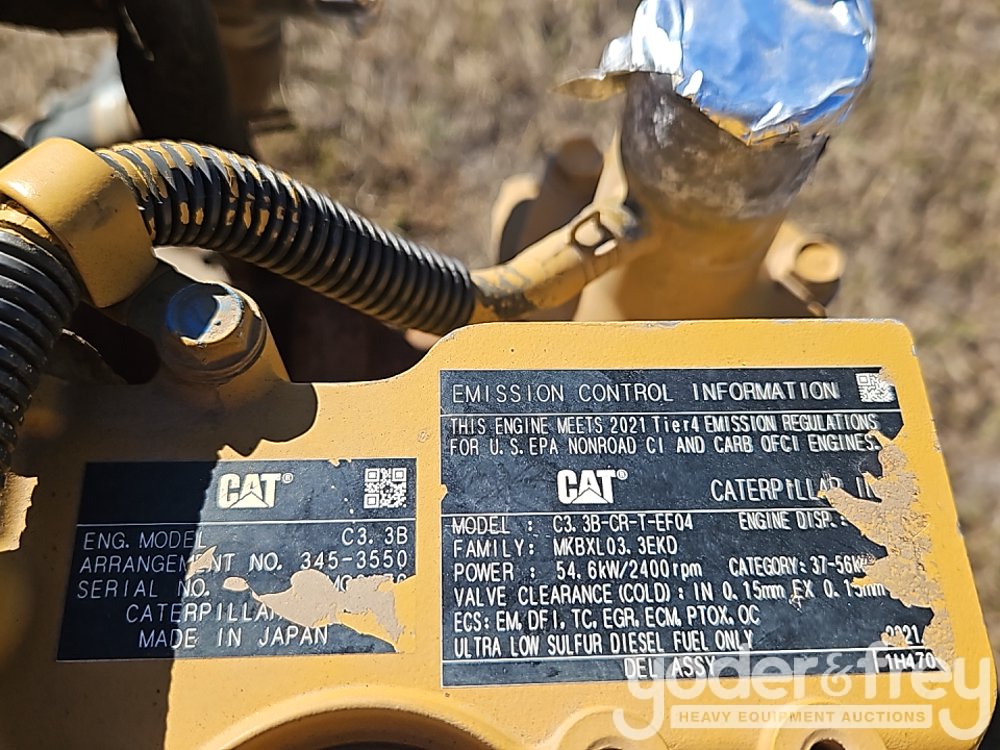 CAT®
ENG. MODEL C3.3B
ARRANGEMENT NO. 345-3550
SERIAL NO.
CATERPILLAR
MADE IN JAPAN
EMISSION CONTROL INFORMATION
THIS ENGINE MEETS 2021 Tier4 EMISSION REGULATIONS
FOR U.S. EPA NONROAD CI AND CARB OFCI ENGINES.
CAT®
CATERPILLAR
MODEL : C3.3B-CR-T-EF04 ENGINE DISP.:
FAMILY: MKBXL03.3EKD
POWER : 54.6kW/2400rpm CATEGORY: 37-56kW
VALVE CLEARANCE(COLD): IN 0.15mm EX 0.15mm
ECS: EM, DFI, TC, EGR, ECM, PTOX, OC
ULTRA LOW SULFUR DIESEL FUEL ONLY 2021
DEL ASSY 1H470
yoder & frey
HEAVY EQUIPMENT AUCTIONS